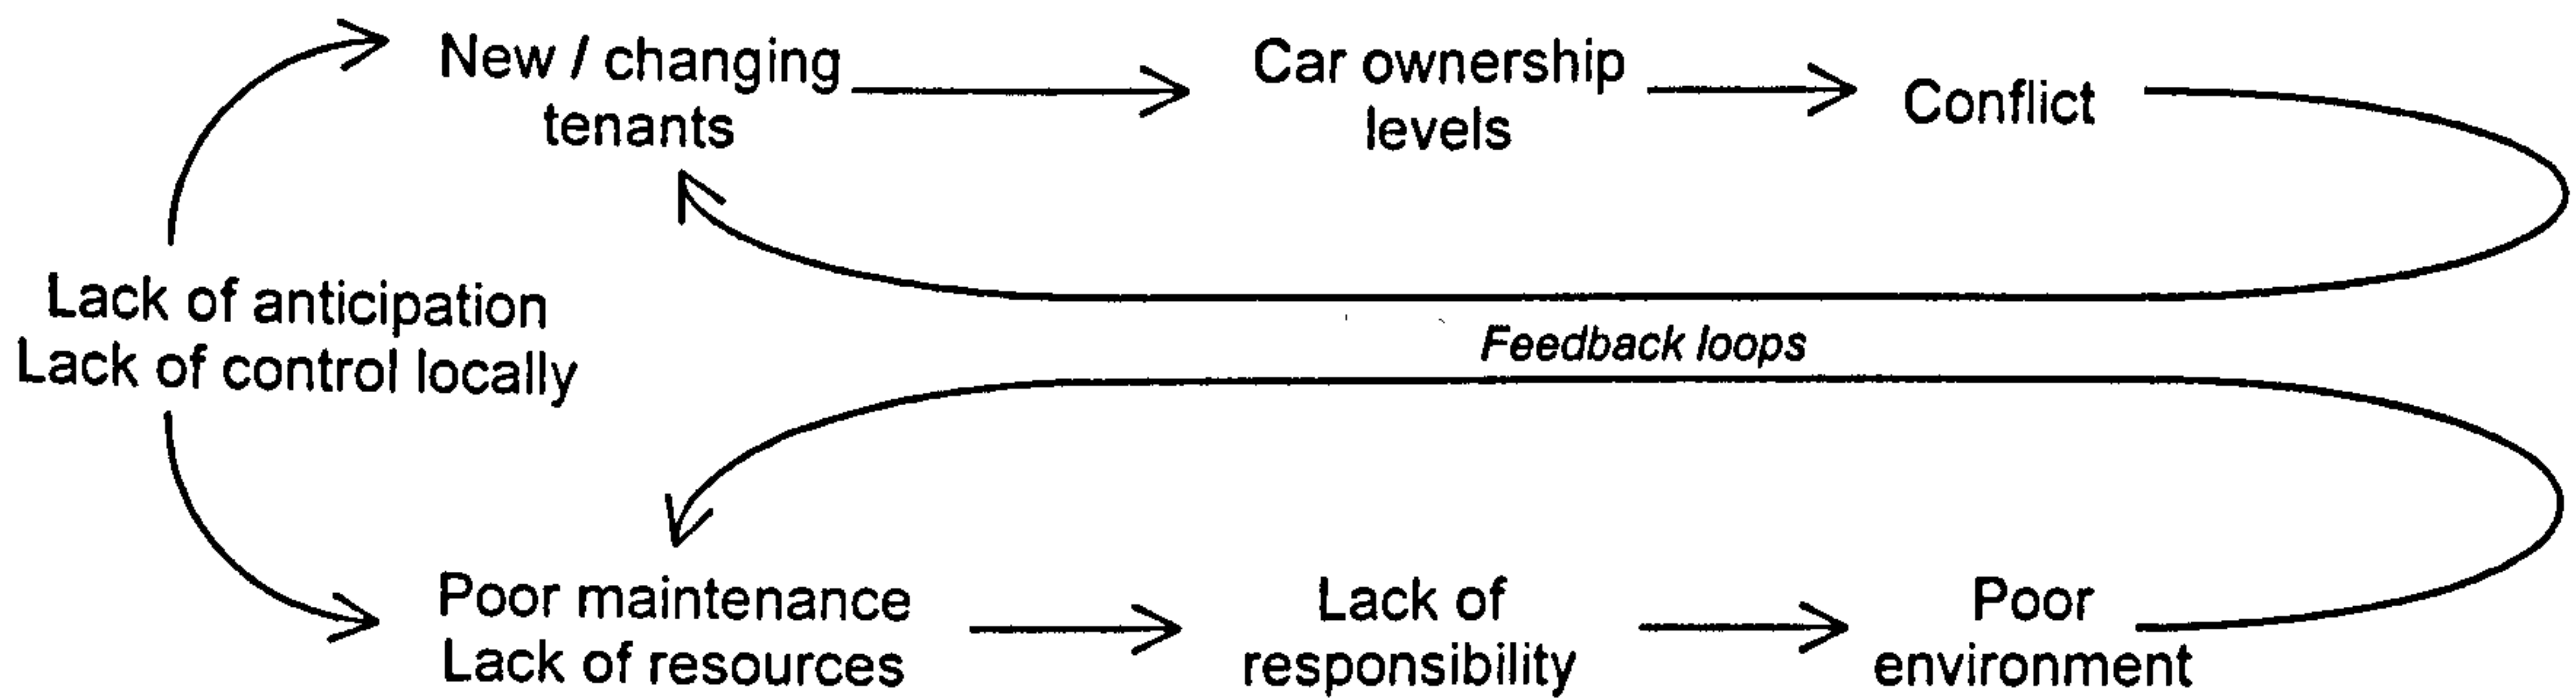 New / changing
tenants
Car ownership
levels
Conflict
Lack of anticipation
Lack of control locally
Feedback loops
Poor maintenance
Lack of resources
Lack of
responsibility
Poor
environment